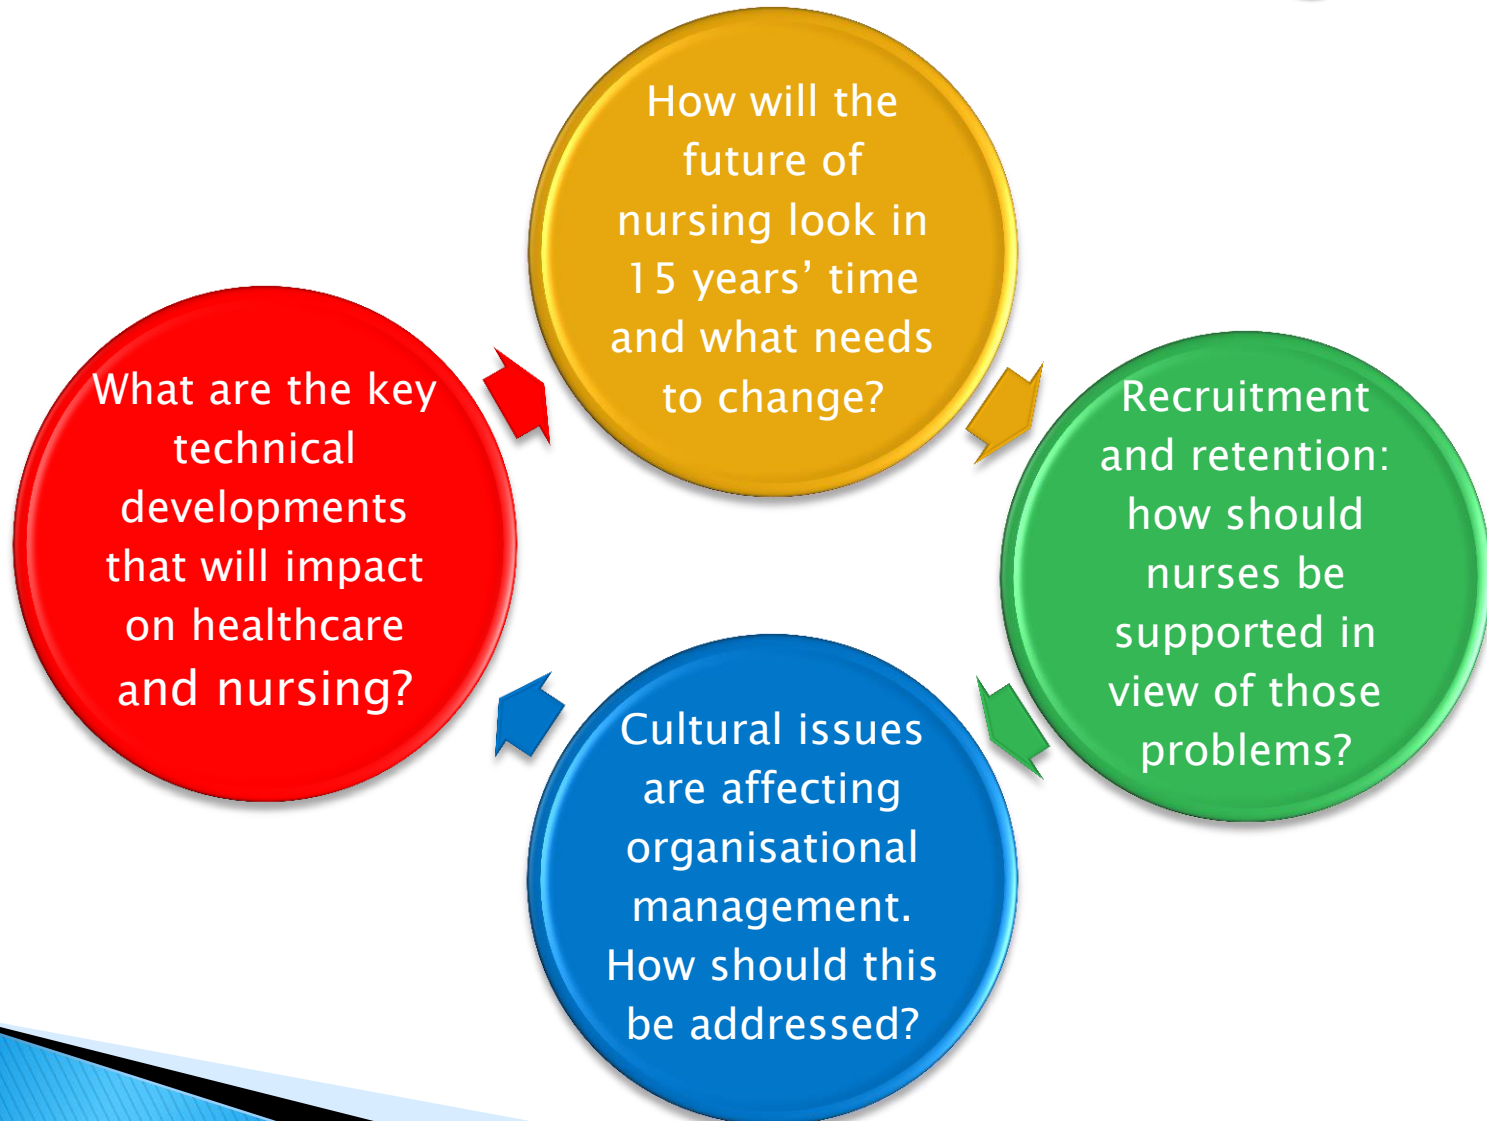 How will the
future of
nursing look in
15 years’ time
and what needs
to change?
Recruitment
and retention:
how should
nurses be
supported in
view of those
problems?
Cultural issues
are affecting
organisational
management.
How should this
be addressed?
What are the key
technical
developments
that will impact
on healthcare
and nursing?